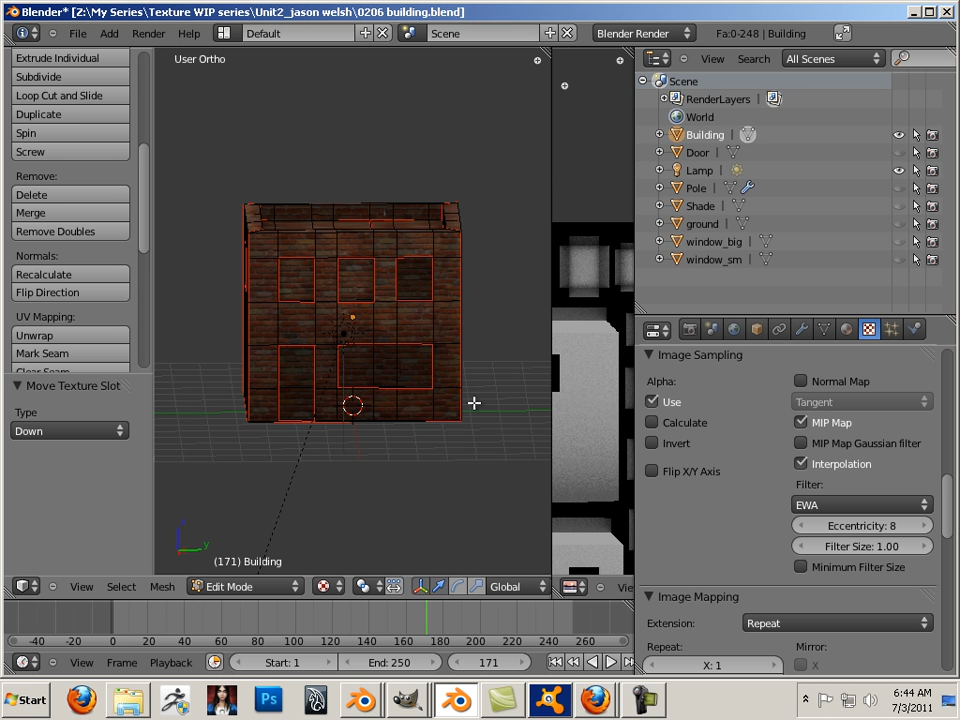 Blender* [Z:\My Series\Texture WIP series\Unit2_jason welsh\0206 building.blend]
File Add Render Help Default Scene Blender Render Fa:0-248 | Building
Extrude Individual
Subdivide
Loop Cut and Slide
Duplicate
Spin
Screw
Remove:
Delete
Merge
Remove Doubles
Normals:
Recalculate
Flip Direction
UV Mapping:
Unwrap
Mark Seam
Move Texture Slot
Type
Down
User Ortho
y
(171) Building
View Select Mesh Edit Mode Global
View Search All Scenes
Scene
RenderLayers |
World
Building |
Door |
Lamp |
Pole |
Shade |
ground |
window_big |
window_sm |
Image Sampling
Alpha:
Use
Calculate
Invert
Flip X/Y Axis
Normal Map
Tangent
MIP Map
MIP Map Gaussian filter
Interpolation
Filter:
EWA
Eccentricity: 8
Filter Size: 1.00
Minimum Filter Size
Image Mapping
Extension: Repeat
Repeat: Mirror:
X: 1 X
-40 -20 0 20 40 60 80 100 120 140 160 180 200 220 240 260
View Frame Playback Start: 1 End: 250 171
Start Ps 6:44 AM
7/3/2011